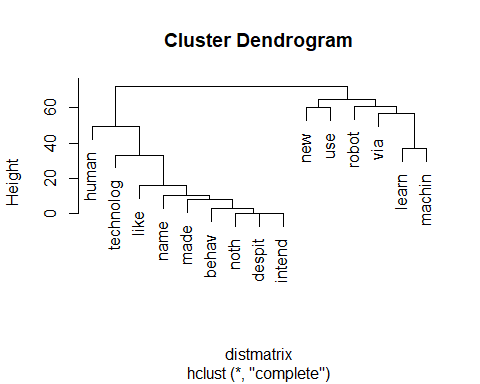 Cluster Dendrogram
Height
0 20 40 60
human
technolog
like
name
made
behav
noth
despit
intend
new
use
robot
via
learn
machin
distmatrix
hclust (*, "complete")